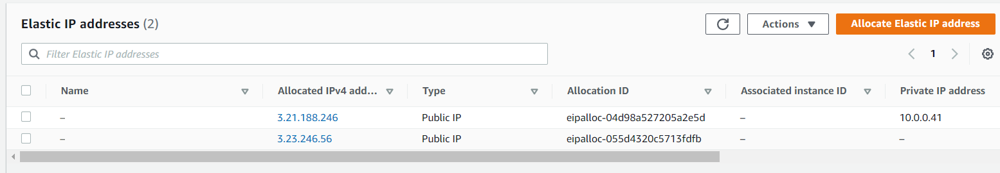 Elastic IP addresses (2)
Actions
Allocate Elastic IP address
Filter Elastic IP addresses
1
Name Allocated IPv4 add... Type Allocation ID Associated instance ID Private IP address
– 3.21.188.246 Public IP eipalloc-04d98a527205a2e5d – 10.0.0.41
– 3.23.246.56 Public IP eipalloc-055d4320c5713fdfb – –